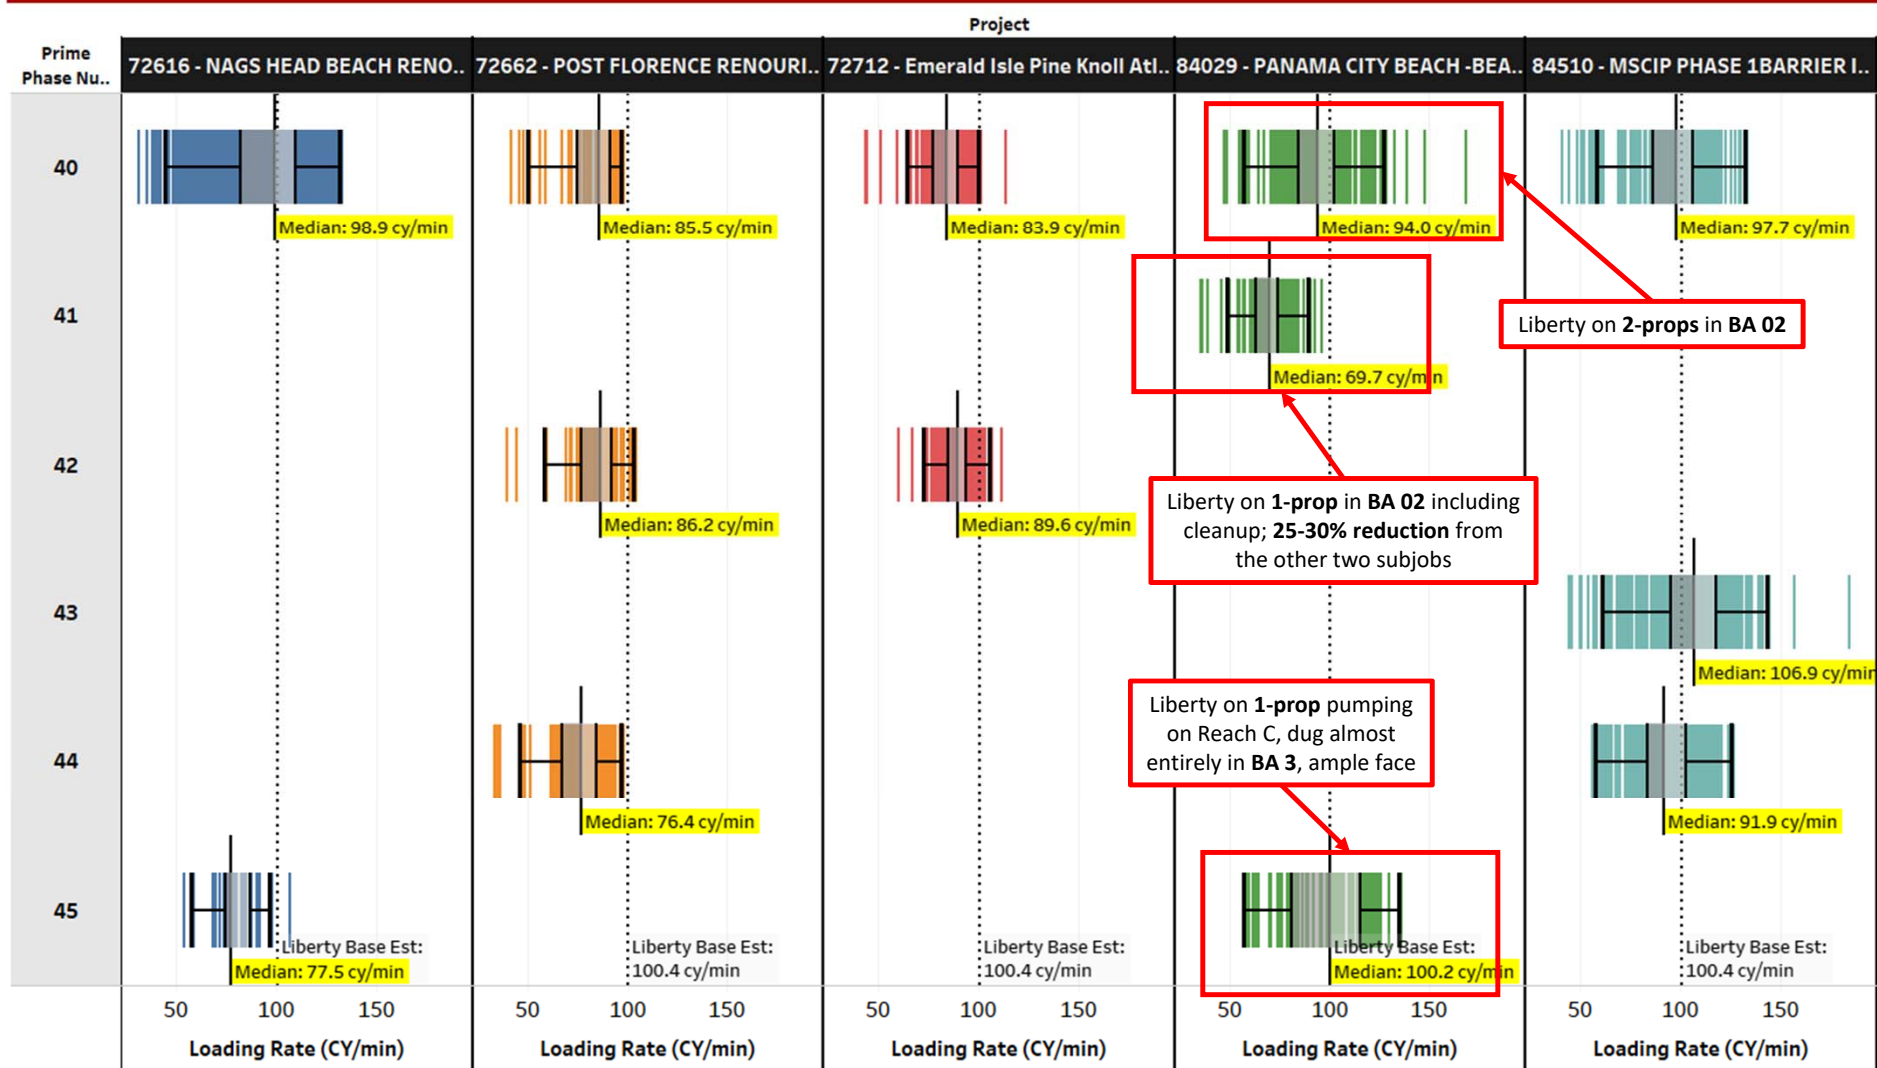 Project
Prime
Phase Nu..
72616 - NAGS HEAD BEACH RENO..
72662 - POST FLORENCE RENOURI..
72712 - Emerald Isle Pine Knoll Atl..
84029 - PANAMA CITY BEACH -BEA..
84510 - MSCIP PHASE 1BARRIER I..
40
Median: 98.9 cy/min
Median: 85.5 cy/min
Median: 83.9 cy/min
Median: 94.0 cy/min
Median: 97.7 cy/min
41
Liberty on 2-props in BA 02
Median: 69.7 cy/min
42
Median: 86.2 cy/min
Median: 89.6 cy/min
Liberty on 1-prop in BA 02 including
cleanup; 25-30% reduction from
the other two subjobs
43
Median: 106.9 cy/min
Liberty on 1-prop pumping
on Reach C, dug almost
entirely in BA 3, ample face
44
Median: 76.4 cy/min
Median: 91.9 cy/min
45
Liberty Base Est:
Median: 77.5 cy/min
Liberty Base Est:
100.4 cy/min
Liberty Base Est:
100.4 cy/min
Liberty Base Est:
Median: 100.2 cy/min
Liberty Base Est:
100.4 cy/min
50 100 150
50 100 150
50 100 150
50 100 150
50 100 150
Loading Rate (CY/min)
Loading Rate (CY/min)
Loading Rate (CY/min)
Loading Rate (CY/min)
Loading Rate (CY/min)